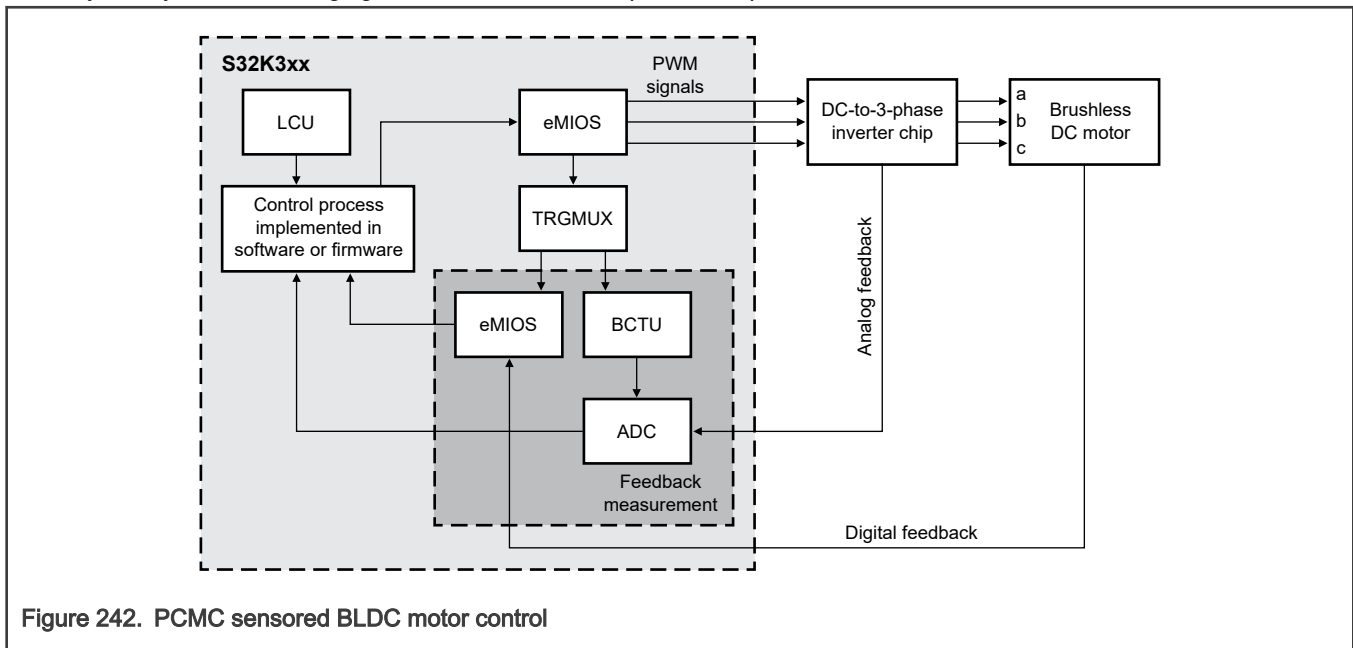 S32K3xx
PWM
signals
LCU
eMIOS
DC-to-3-phase
inverter chip
a
b
c
Brushless
DC motor
Control process
implemented in
software or firmware
TRGMUX
Analog feedback
eMIOS
BCTU
ADC
Feedback
measurement
Digital feedback
Figure 242. PCMC sensored BLDC motor control